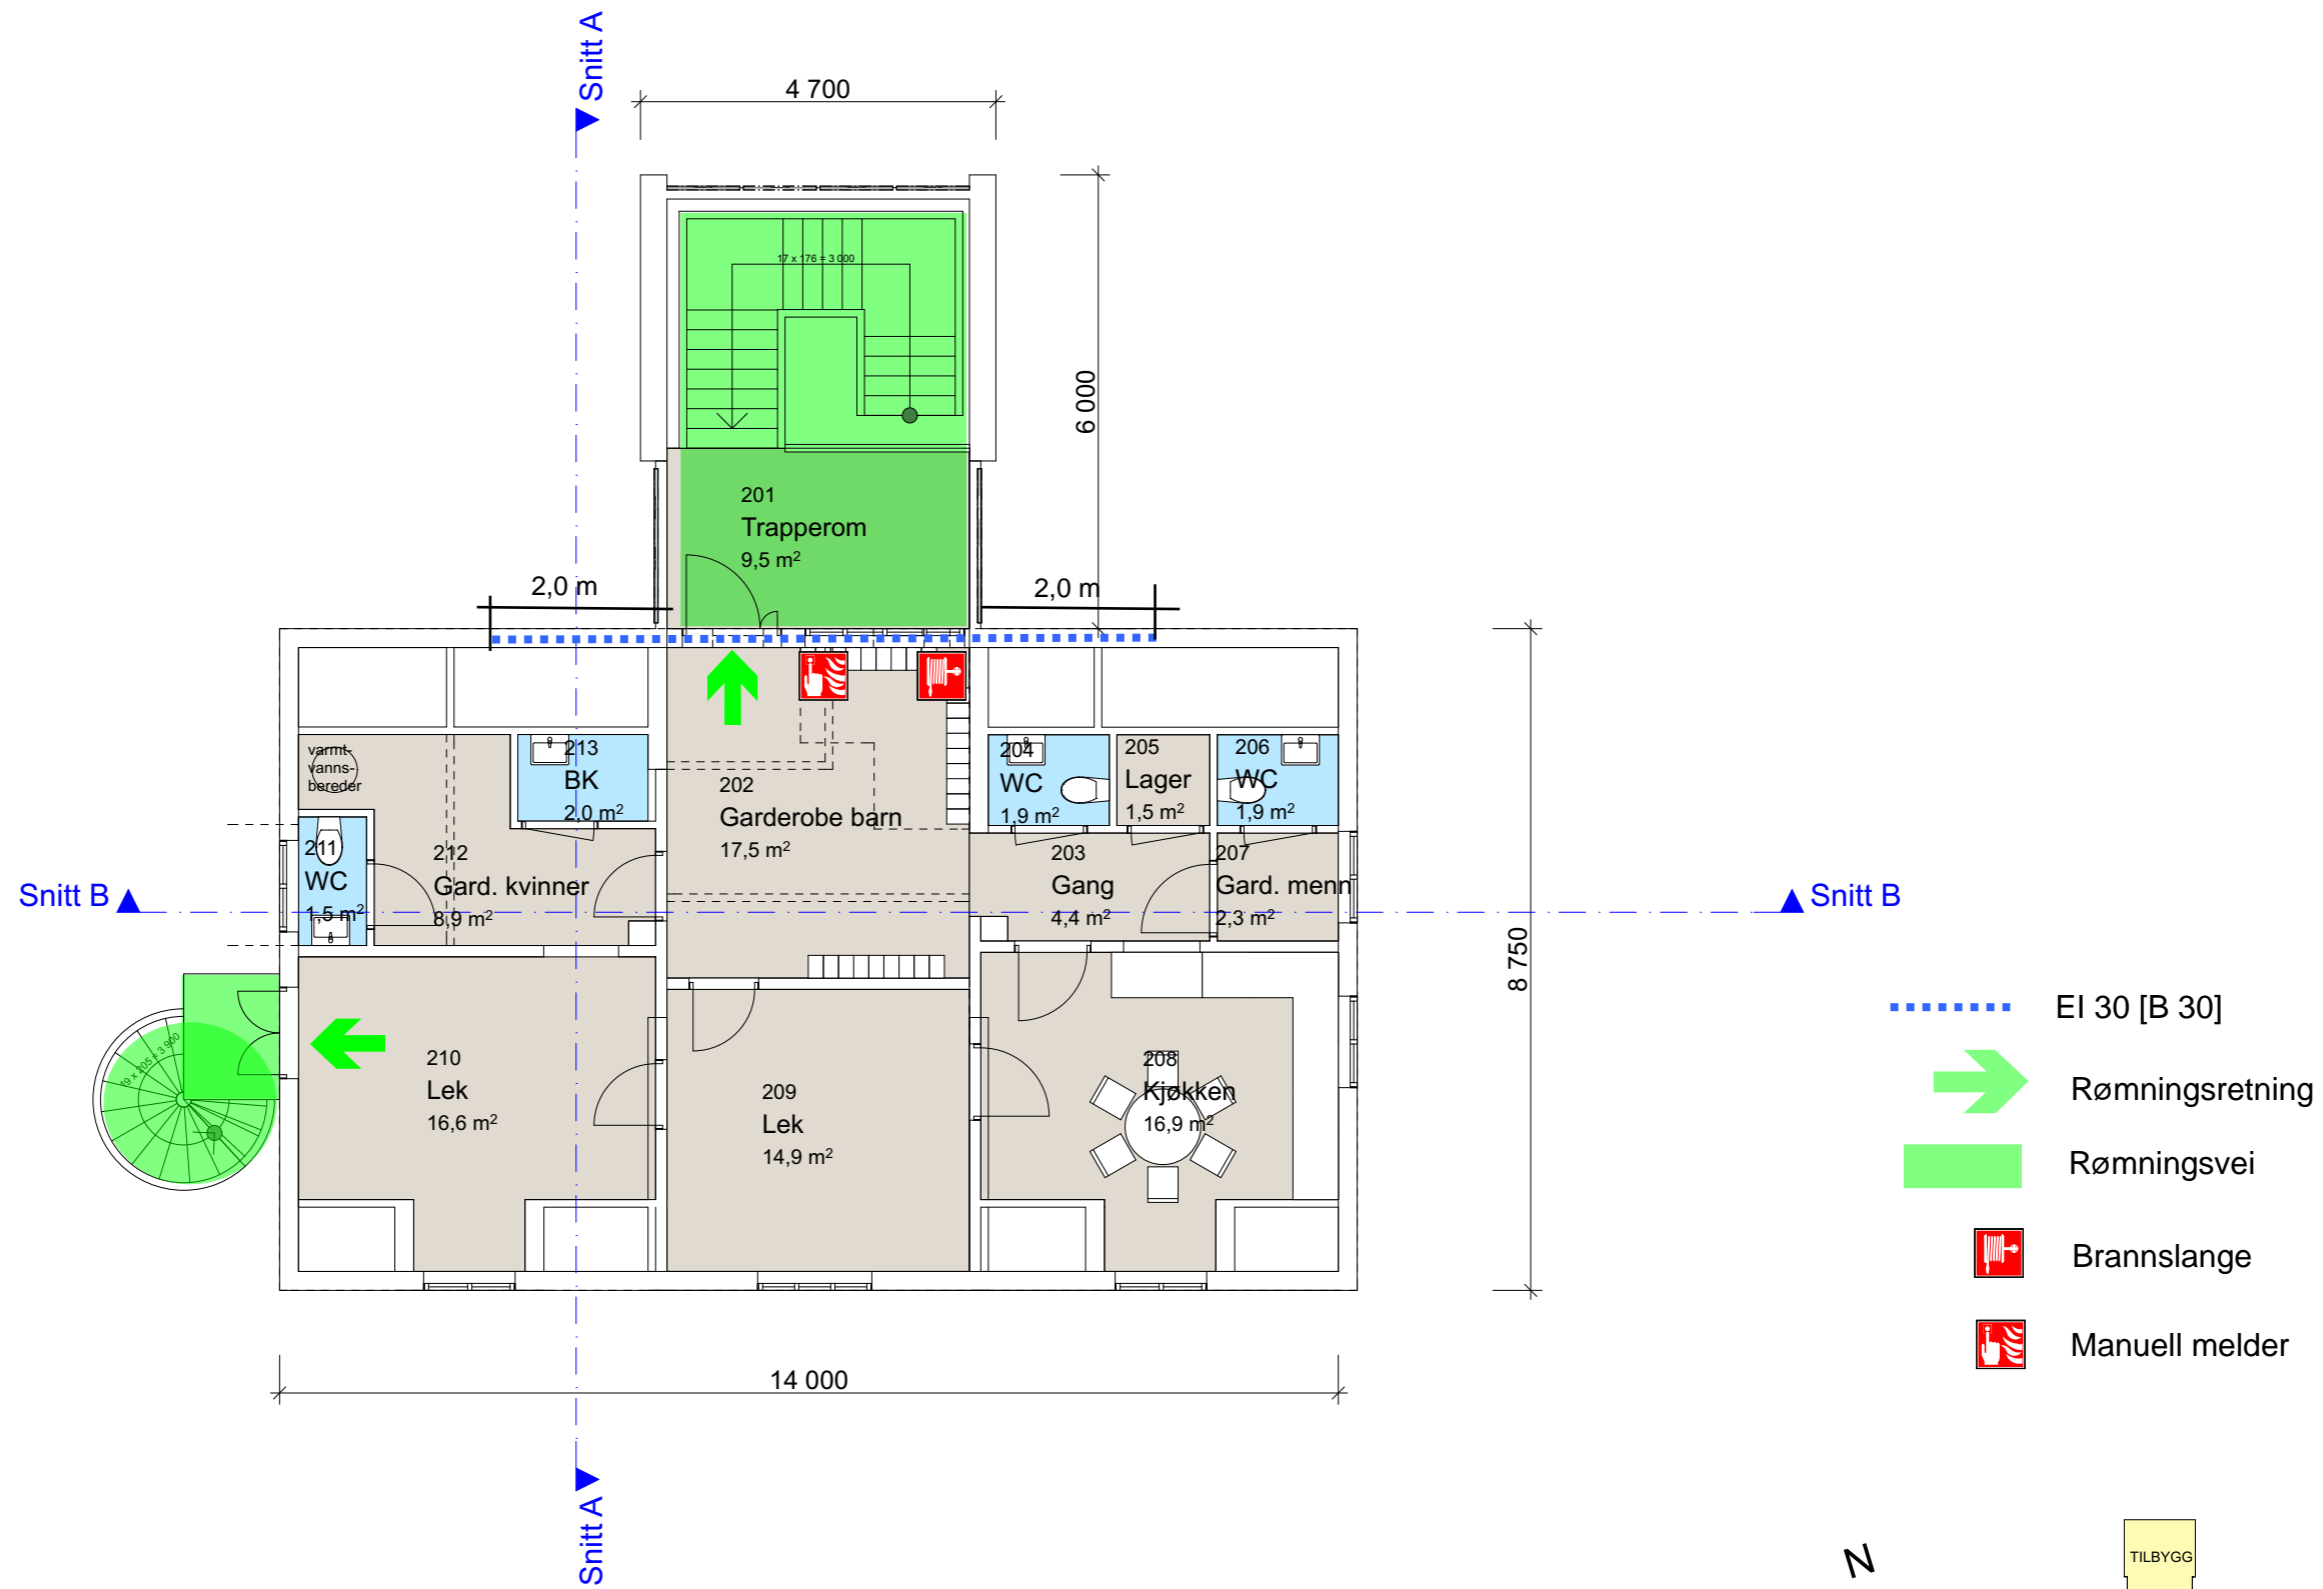 Snitt A
4 700
17 x 176 = 3 000
6 000
201
Trapperom
9,5 m²
2,0 m
2,0 m
varmt-
vanns-
bereder
213
BK
2,0 m²
202
Garderobe barn
17,5 m²
204
WC
1,9 m²
205
Lager
1,5 m²
206
WC
1,9 m²
211
WC
1,5 m²
212
Gard. kvinner
8,9 m²
203
Gang
4,4 m²
207
Gard. menn
2,3 m²
Snitt B
Snitt B
8 750
19 x 205 = 3 900
210
Lek
16,6 m²
209
Lek
14,9 m²
208
Kjøkken
16,9 m²
EI 30 [B 30]
Rømningsretning
Rømningsvei
Brannslange
Manuell melder
14 000
Snitt A
N
TILBYGG